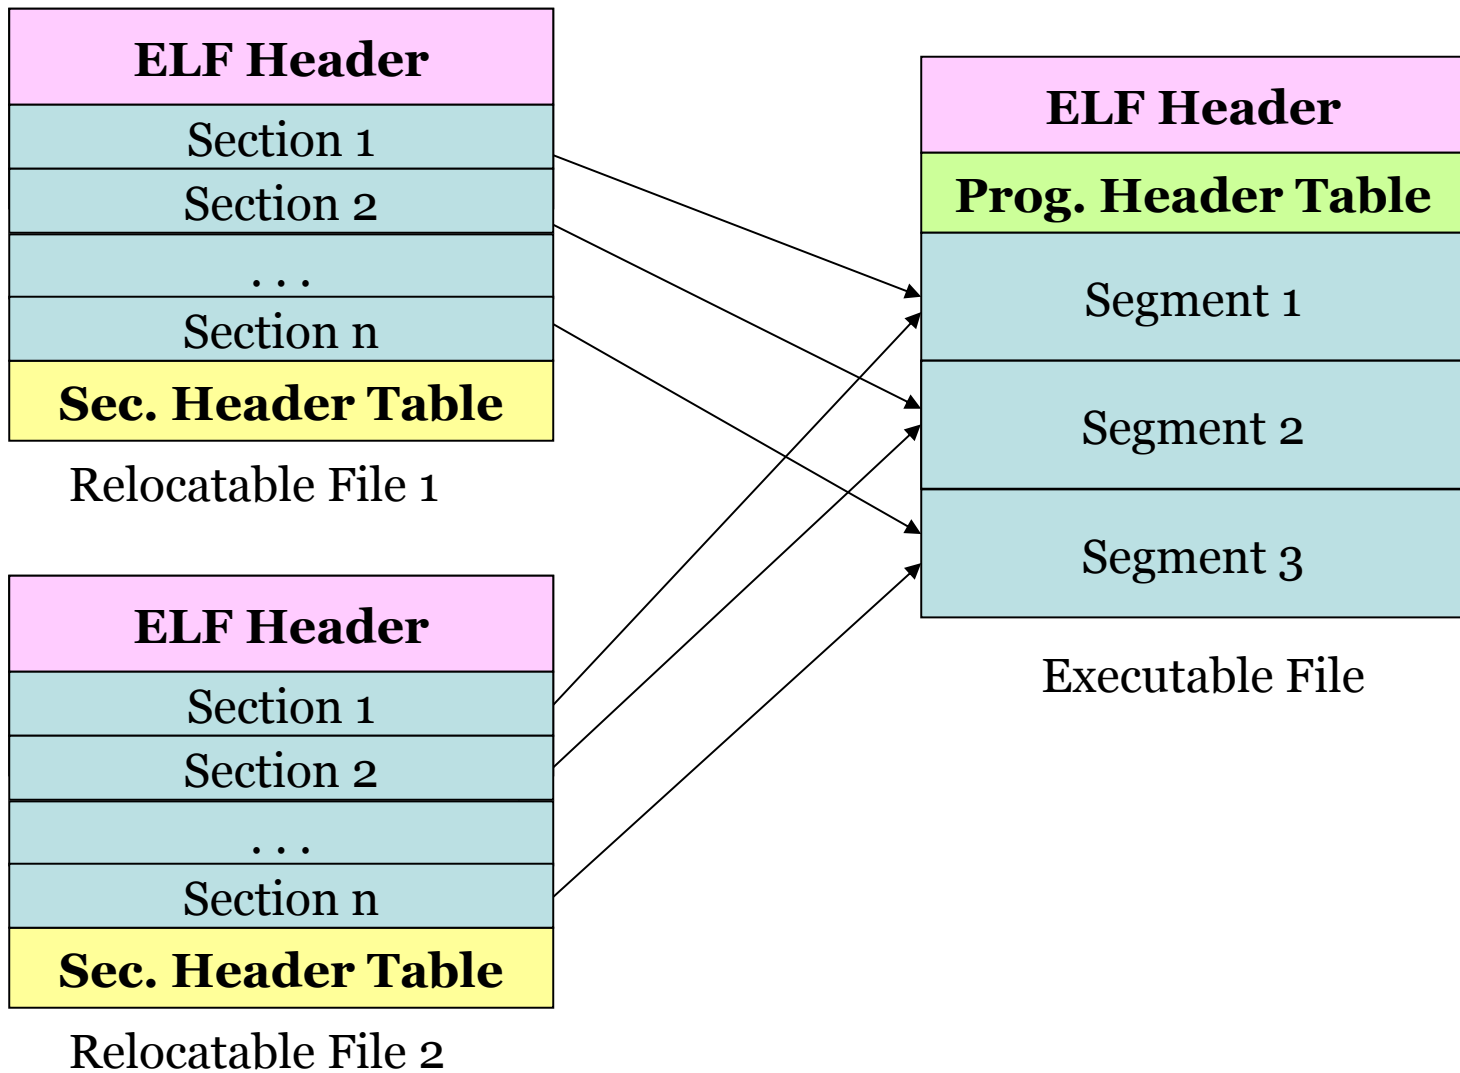 ELF Header
Section 1
Section 2
. . .
Section n
Sec. Header Table
Relocatable File 1
ELF Header
Section 1
Section 2
. . .
Section n
Sec. Header Table
Relocatable File 2
ELF Header
Prog. Header Table
Segment 1
Segment 2
Segment 3
Executable File